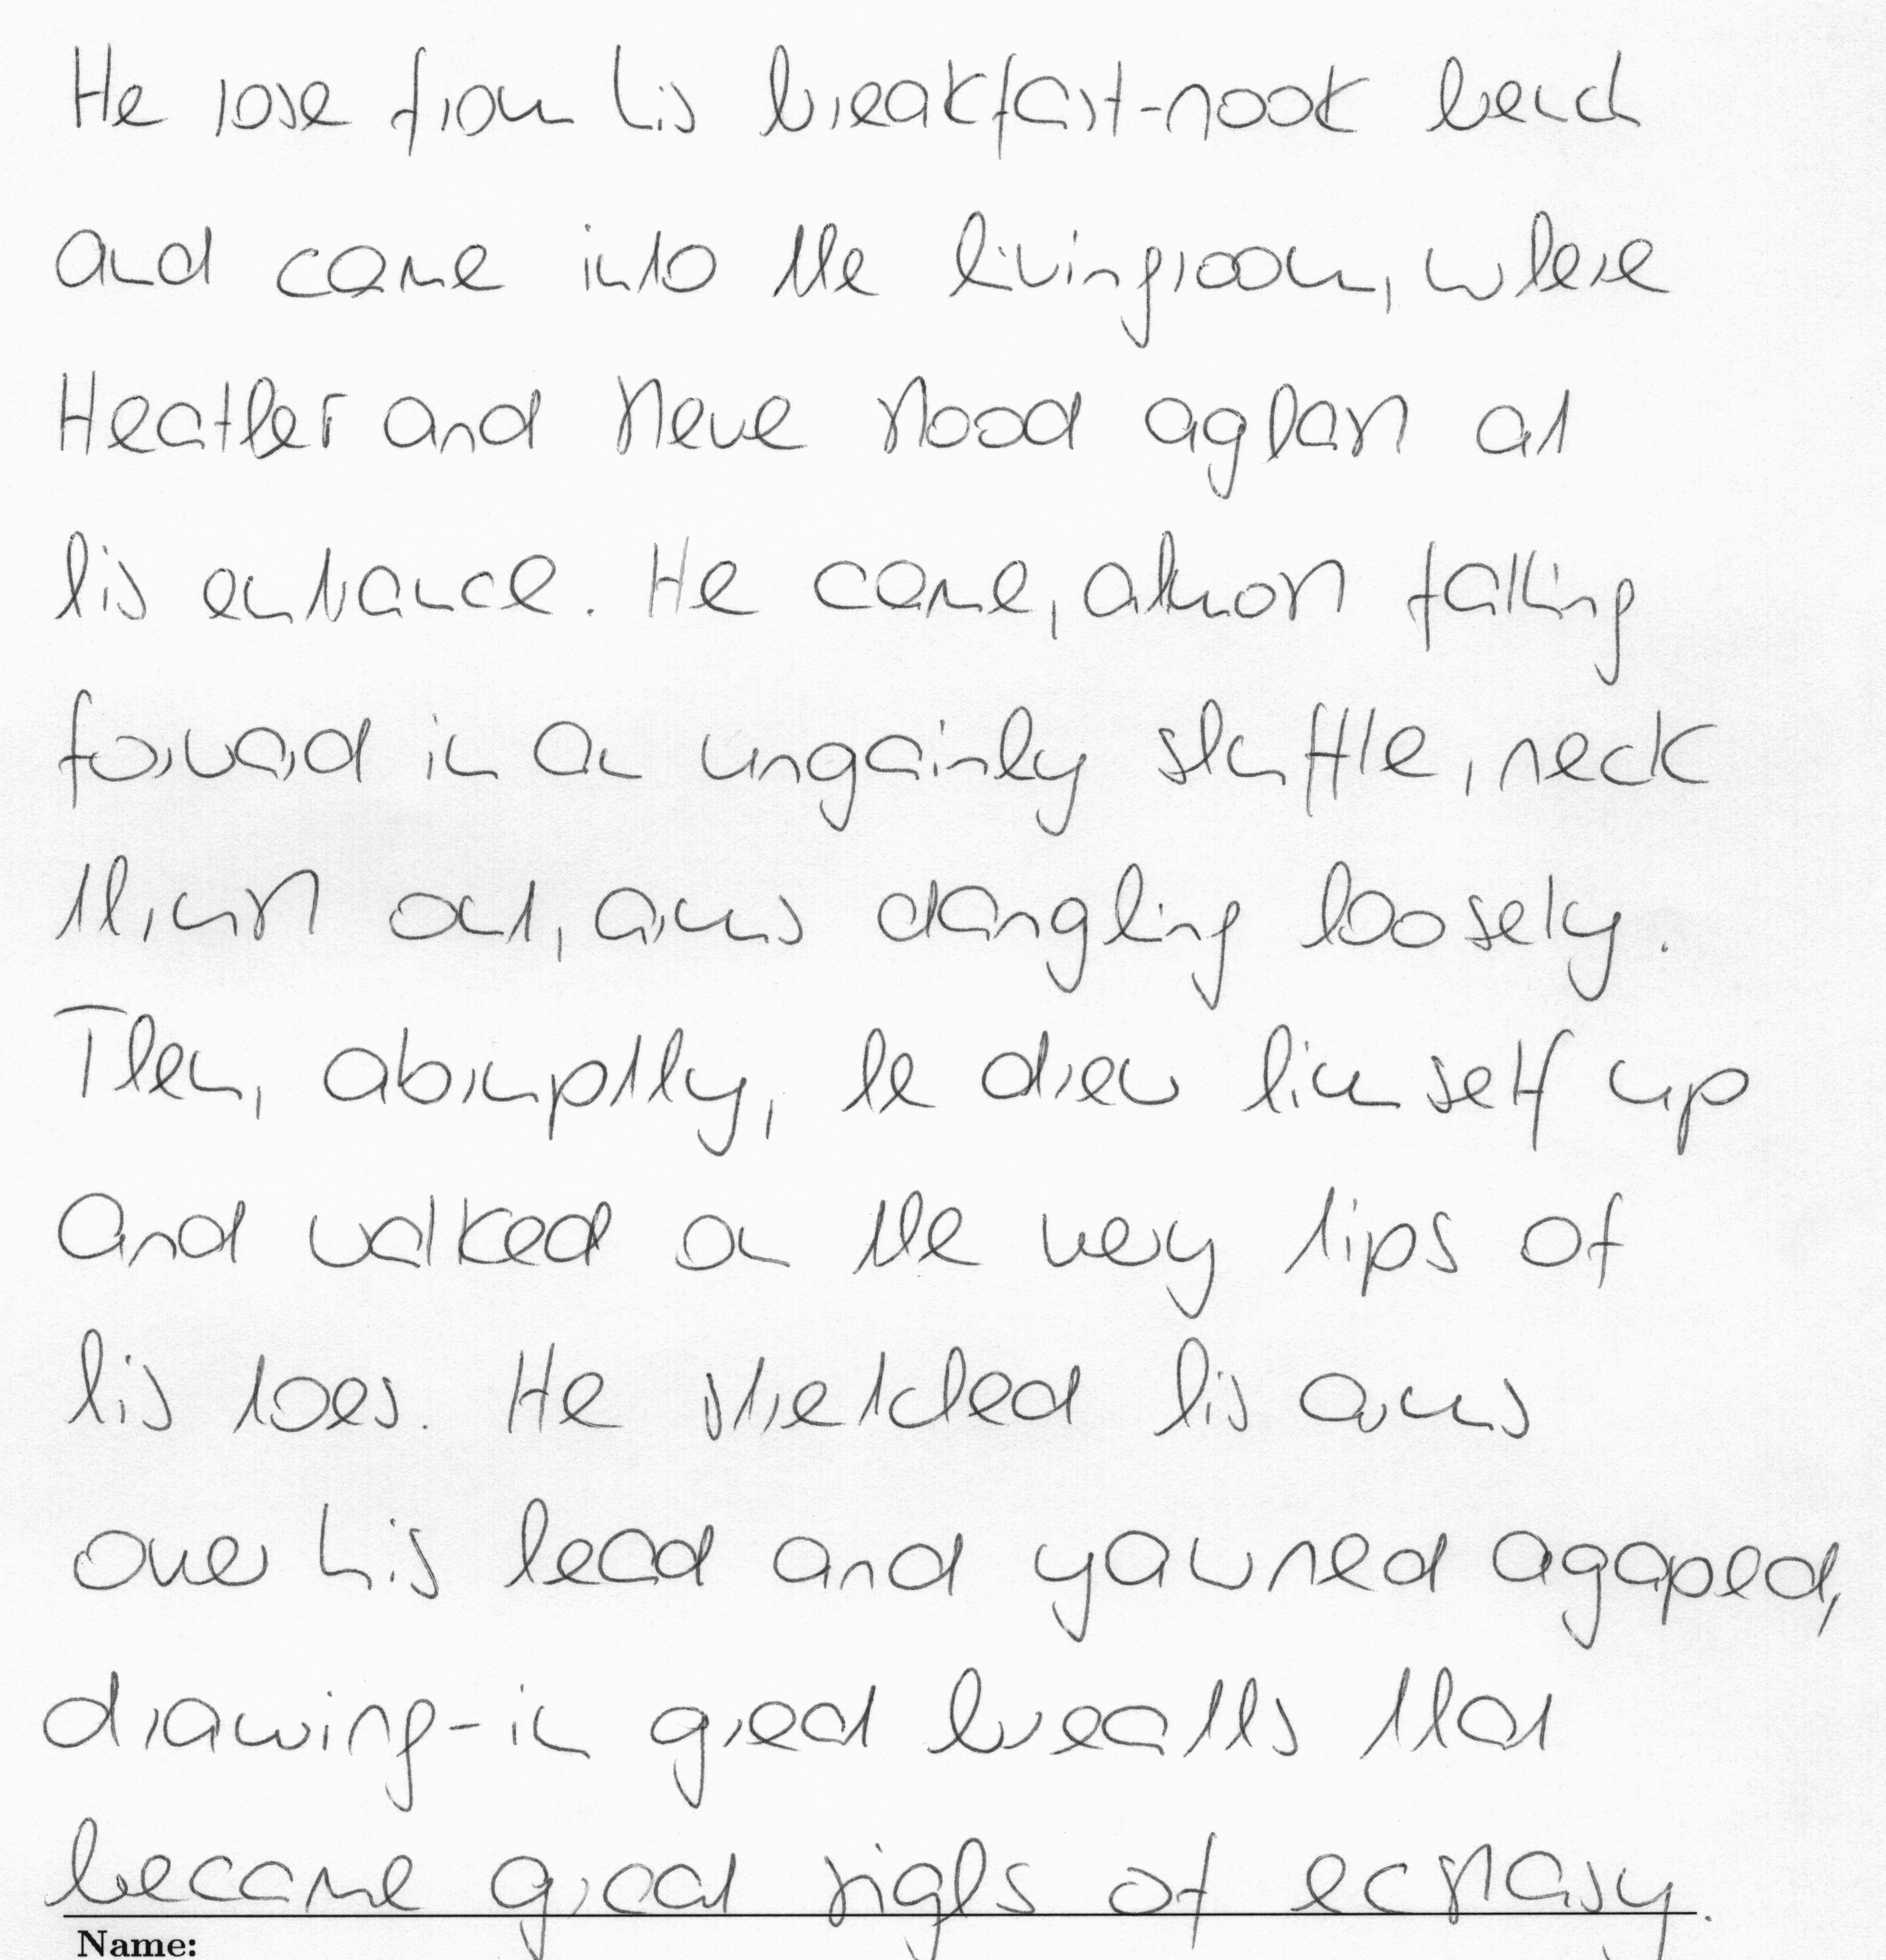 He rose from his breakfast-nook bench
and came into the livingroom, where
Heather and Steve stood aghast at
his entrance. He came, almost falling
forward in an ungainly shuffle, neck
thrust out, arms dangling loosely.
Then, abruptly, he drew himself up
and walked on the very tips of
his toes. He stretched his arms
over his head and yawned agaped,
drawing-in great breaths that
became great sighs of ecstasy.
Name: